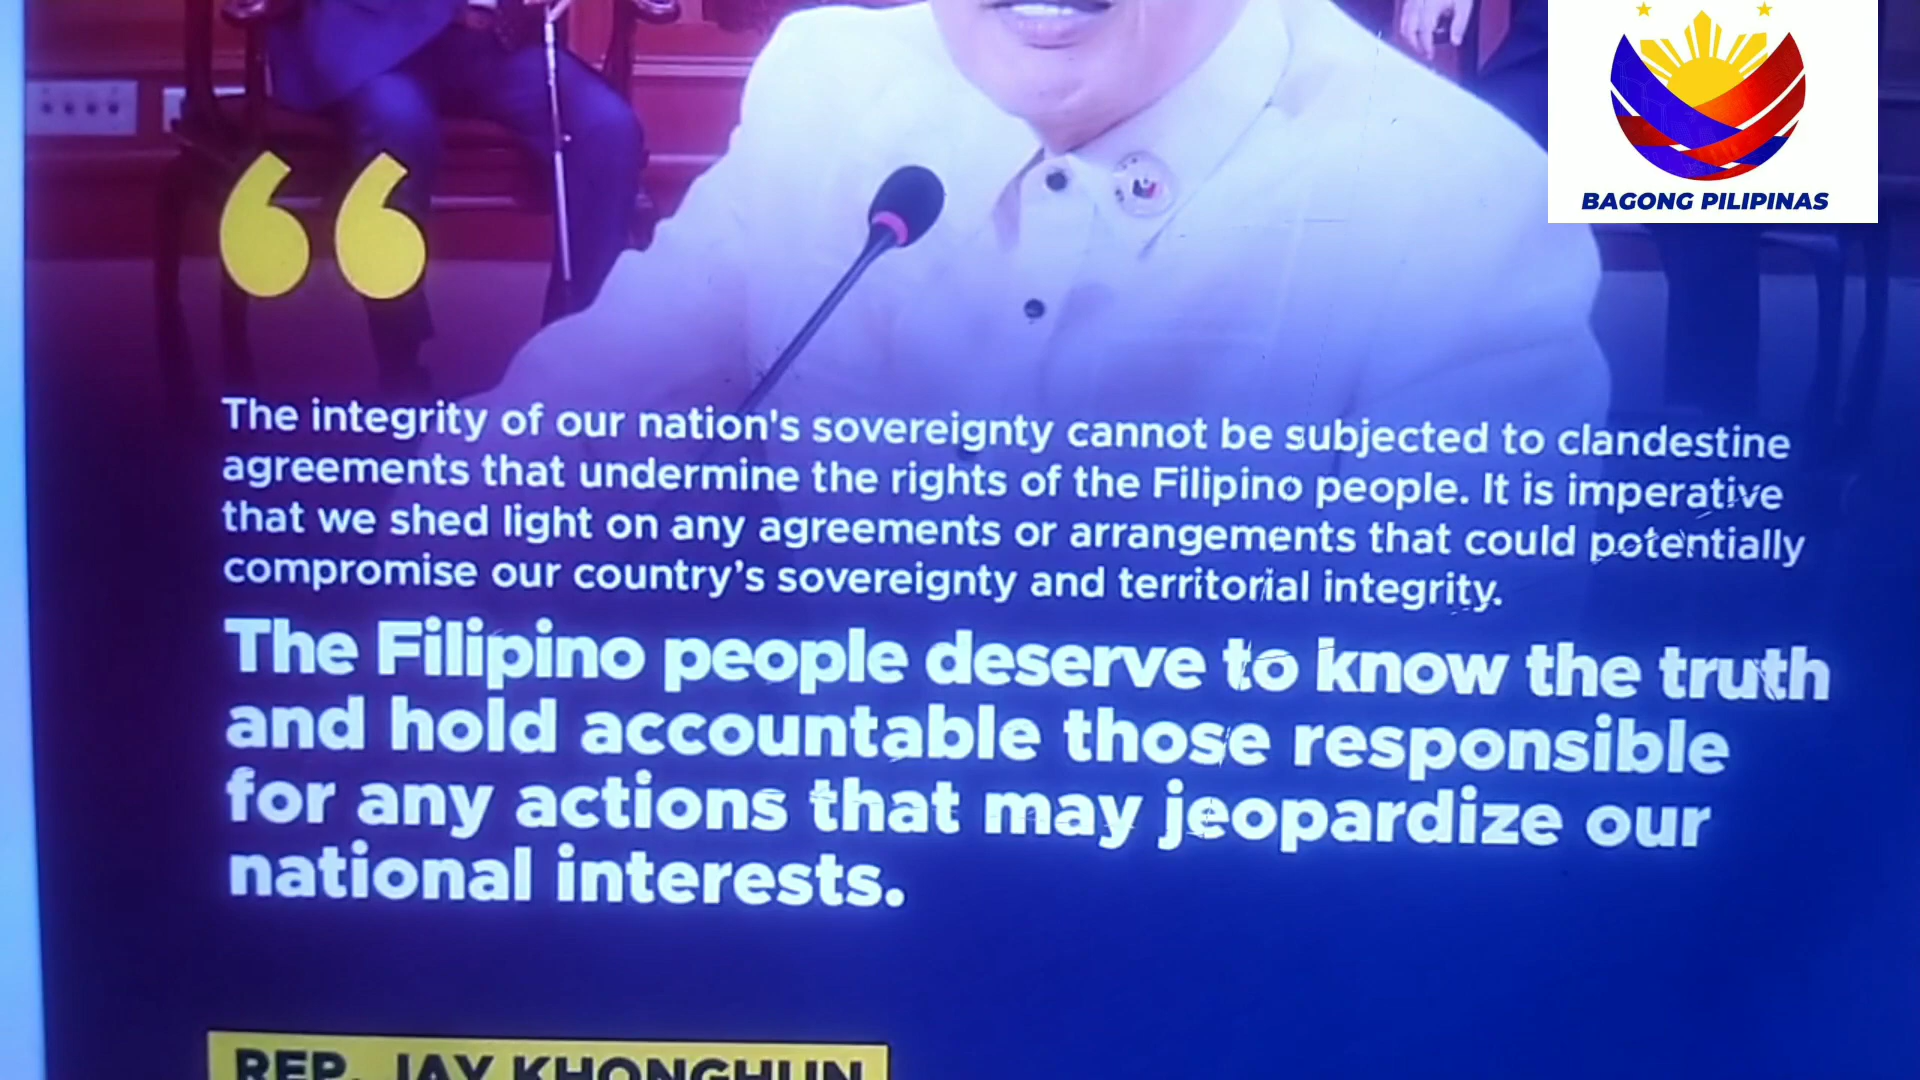 BAGONG PILIPINAS
The integrity of our nation's sovereignty cannot be subjected to clandestine
agreements that undermine the rights of the Filipino people. It is imperative
that we shed light on any agreements or arrangements that could potentially
compromise our country’s sovereignty and territorial integrity.
The Filipino people deserve to know the truth
and hold accountable those responsible
for any actions that may jeopardize our
national interests.
REP. JAY KHONGHUN